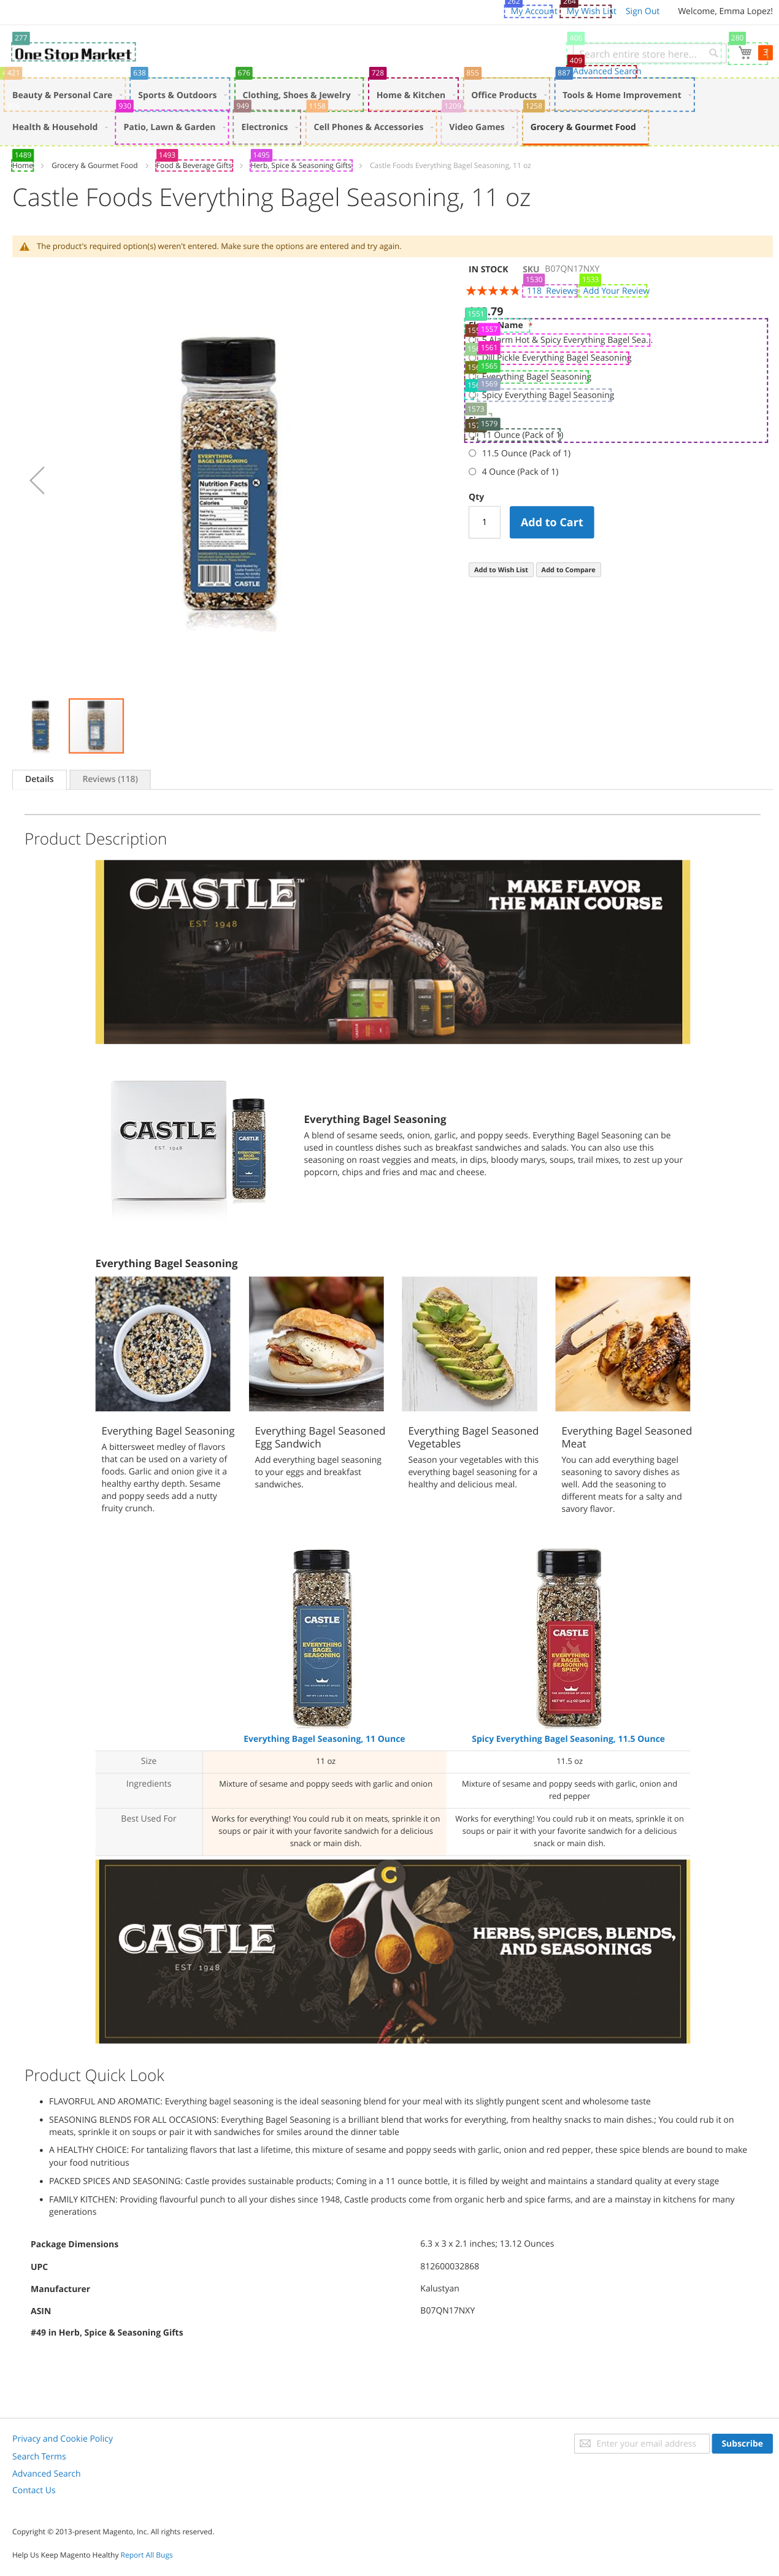 My Account My Wish List Sign Out Welcome, Emma Lopez!
One Stop Market
Search entire store here...
3
Advanced Search
Beauty & Personal Care Sports & Outdoors Clothing, Shoes & Jewelry Home & Kitchen Office Products Tools & Home Improvement
Health & Household Patio, Lawn & Garden Electronics Cell Phones & Accessories Video Games Grocery & Gourmet Food
Home Grocery & Gourmet Food Food & Beverage Gifts Herb, Spice & Seasoning Gifts Castle Foods Everything Bagel Seasoning, 11 oz
Castle Foods Everything Bagel Seasoning, 11 oz
The product's required option(s) weren't entered. Make sure the options are entered and try again.
IN STOCK SKU B07QN17NXY
118 Reviews Add Your Review
.79
Name *
5 Alarm Hot & Spicy Everything Bagel Sea...
Dill Pickle Everything Bagel Seasoning
Everything Bagel Seasoning
Spicy Everything Bagel Seasoning
11 Ounce (Pack of 1)
11.5 Ounce (Pack of 1)
4 Ounce (Pack of 1)
Qty
1 Add to Cart
Add to Wish List Add to Compare
EVERYTHING
BAGEL SEASONING
Nutrition Facts
Calories 0
CASTLE
Details Reviews (118)
Product Description
CASTLE™
EST. 1948
MAKE FLAVOR
THE MAIN COURSE
CASTLE
EST. 1948
CASTLE
Everything Bagel Seasoning
A blend of sesame seeds, onion, garlic, and poppy seeds. Everything Bagel Seasoning can be
used in countless dishes such as breakfast sandwiches and salads. You can also use this
seasoning on roast veggies and meats, in dips, bloody marys, soups, trail mixes, to zest up your
popcorn, chips and fries and mac and cheese.
Everything Bagel Seasoning
Everything Bagel Seasoning
A bittersweet medley of flavors
that can be used on a variety of
foods. Garlic and onion give it a
healthy earthy depth. Sesame
and poppy seeds add a nutty
fruity crunch.
Everything Bagel Seasoned
Egg Sandwich
Add everything bagel seasoning
to your eggs and breakfast
sandwiches.
Everything Bagel Seasoned
Vegetables
Season your vegetables with this
everything bagel seasoning for a
healthy and delicious meal.
Everything Bagel Seasoned
Meat
You can add everything bagel
seasoning to savory dishes as
well. Add the seasoning to
different meats for a salty and
savory flavor.
CASTLE
EVERYTHING
BAGEL
SEASONING
CASTLE
EVERYTHING
BAGEL
SEASONING
SPICY
Everything Bagel Seasoning, 11 Ounce Spicy Everything Bagel Seasoning, 11.5 Ounce
Size 11 oz 11.5 oz
Ingredients Mixture of sesame and poppy seeds with garlic and onion Mixture of sesame and poppy seeds with garlic, onion and
red pepper
Best Used For Works for everything! You could rub it on meats, sprinkle it on Works for everything! You could rub it on meats, sprinkle it on
soups or pair it with your favorite sandwich for a delicious soups or pair it with your favorite sandwich for a delicious
snack or main dish. snack or main dish.
C
CASTLE
EST. 1948
HERBS, SPICES, BLENDS,
AND SEASONINGS
Product Quick Look
FLAVORFUL AND AROMATIC: Everything bagel seasoning is the ideal seasoning blend for your meal with its slightly pungent scent and wholesome taste
SEASONING BLENDS FOR ALL OCCASIONS: Everything Bagel Seasoning is a brilliant blend that works for everything, from healthy snacks to main dishes.; You could rub it on
meats, sprinkle it on soups or pair it with sandwiches for smiles around the dinner table
A HEALTHY CHOICE: For tantalizing flavors that last a lifetime, this mixture of sesame and poppy seeds with garlic, onion and red pepper, these spice blends are bound to make
your food nutritious
PACKED SPICES AND SEASONING: Castle provides sustainable products; Coming in a 11 ounce bottle, it is filled by weight and maintains a standard quality at every stage
FAMILY KITCHEN: Providing flavourful punch to all your dishes since 1948, Castle products come from organic herb and spice farms, and are a mainstay in kitchens for many
generations
Package Dimensions 6.3 x 3 x 2.1 inches; 13.12 Ounces
UPC 812600032868
Manufacturer Kalustyan
ASIN B07QN17NXY
#49 in Herb, Spice & Seasoning Gifts
Privacy and Cookie Policy
Search Terms
Advanced Search
Contact Us
Enter your email address Subscribe
Copyright © 2013-present Magento, Inc. All rights reserved.
Help Us Keep Magento Healthy Report All Bugs